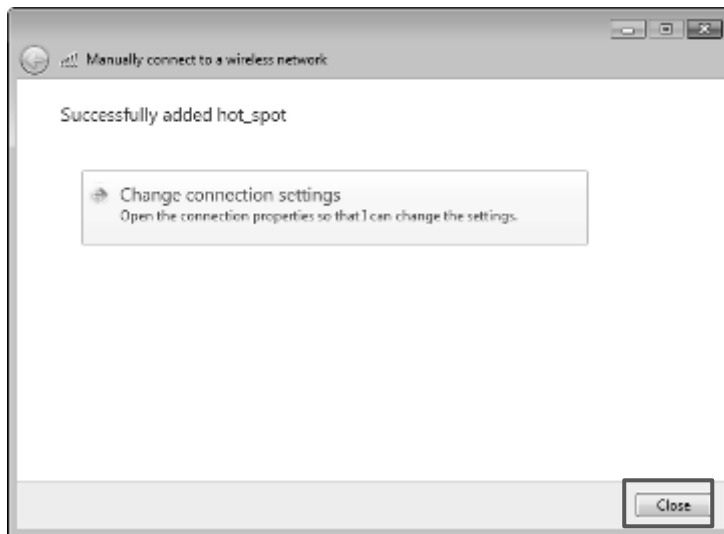 Manually connect to a wireless network
Successfully added hot_spot
Change connection settings
Open the connection properties so that I can change the settings.
Close